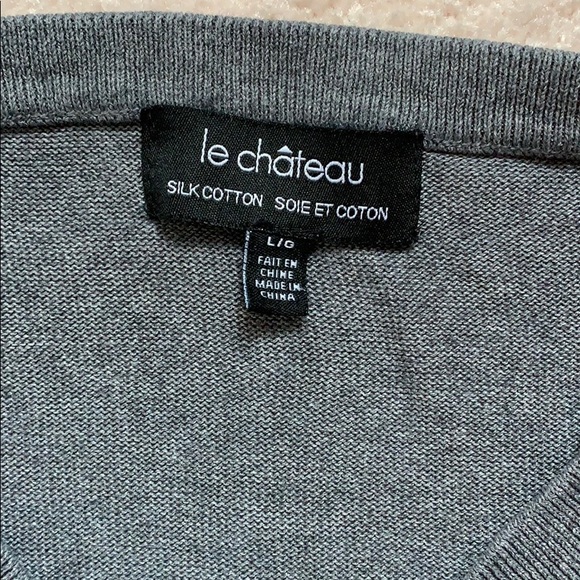 le château
SILK COTTON SOIE ET COTON
L/G
FAIT EN
CHINE
MADE IN
CHINA